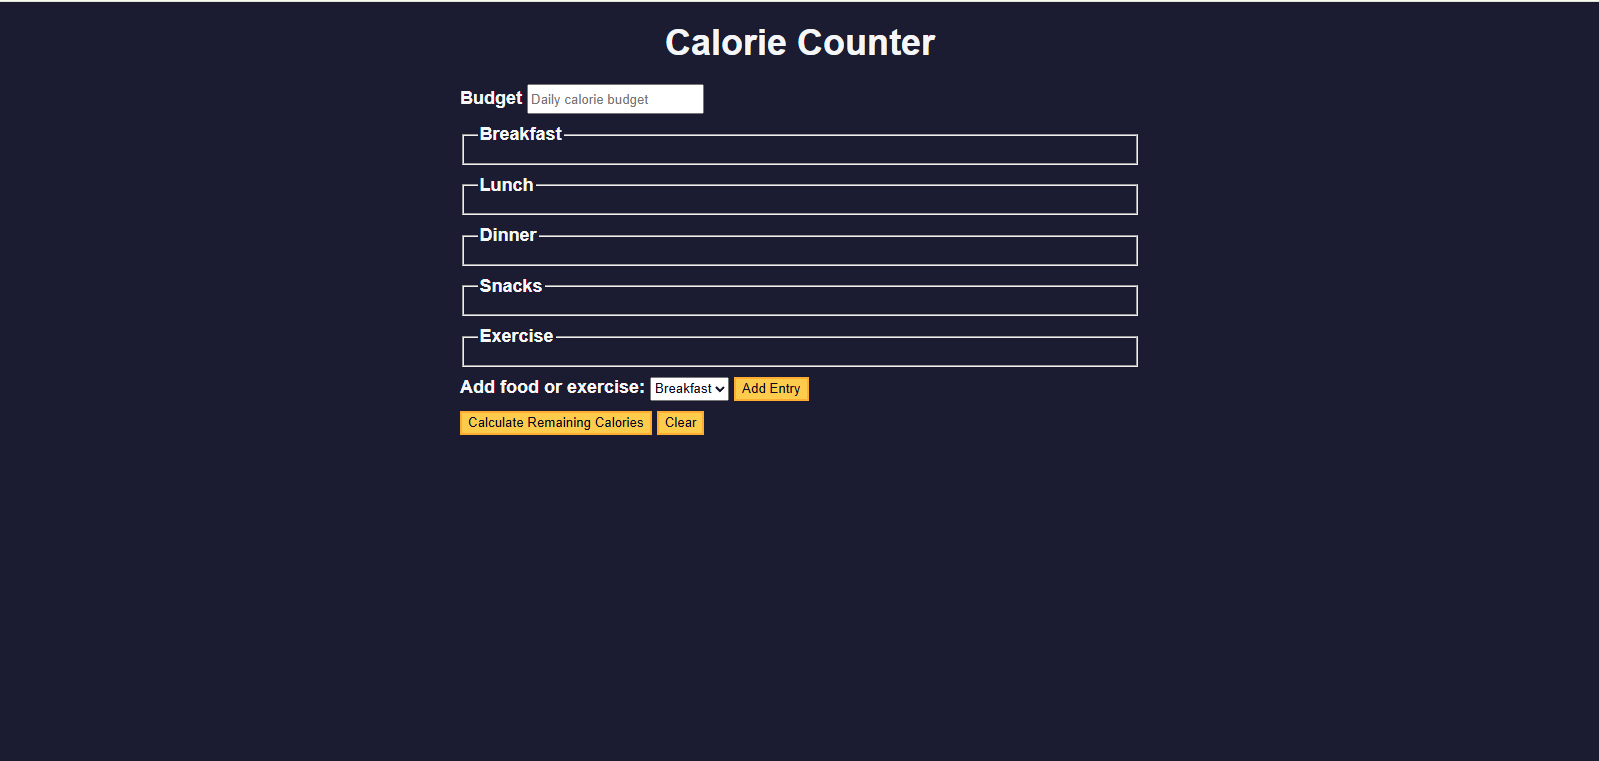 Calorie Counter
Budget Daily calorie budget
Breakfast
Lunch
Dinner
Snacks
Exercise
Add food or exercise: Breakfast Add Entry
Calculate Remaining Calories Clear